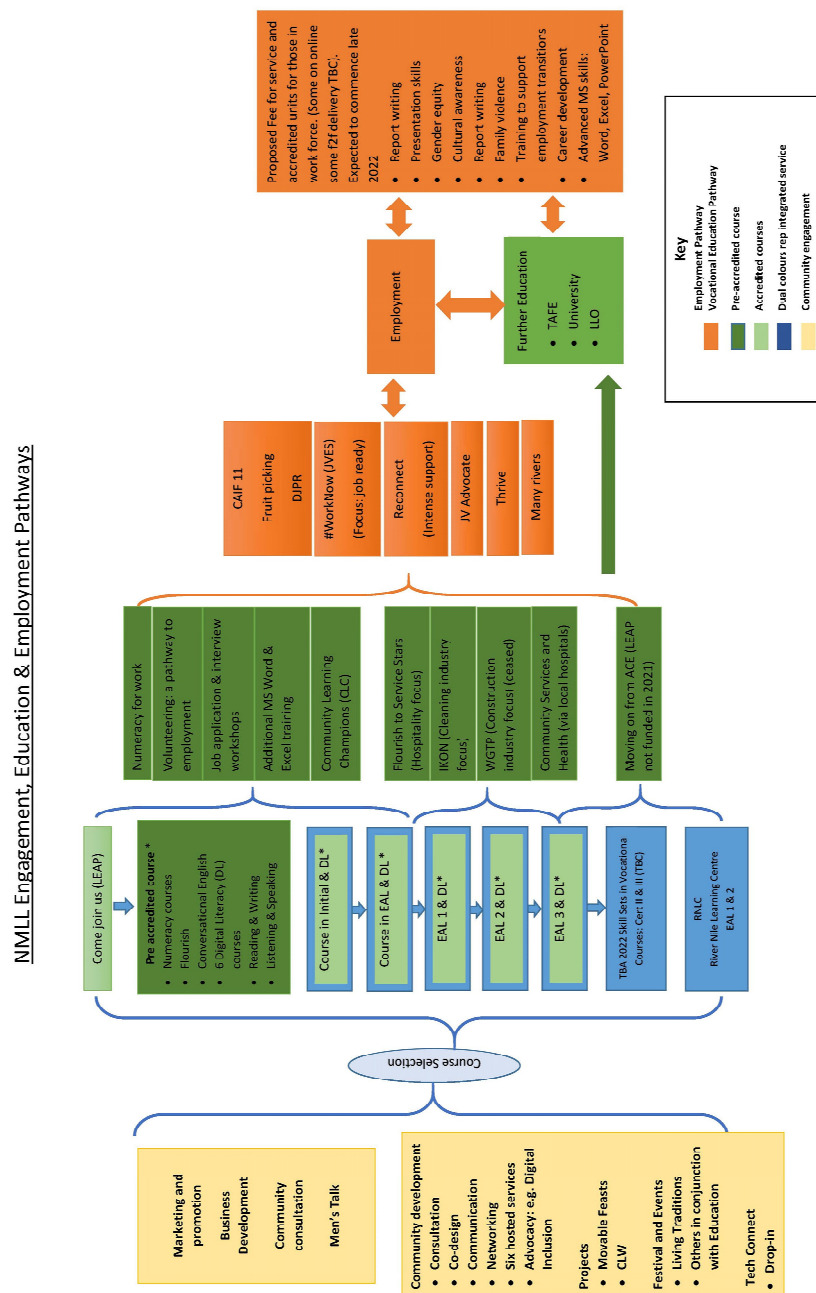 NMLL Engagement, Education & Employment Pathways
Marketing and
promotion
Business
Development
Community
consultation
Men's Talk
Community development
• Consultation
• Co-design
• Communication
• Networking
• Six hosted services
• Advocacy: e.g. Digital
Inclusion
Projects
• Movable Feasts
• CLW
Festival and Events
• Living Traditions
• Others in conjunction
with Education
Tech Connect
• Drop-in
Course Selection
Come join us (LEAP)
Pre accredited course *
• Numeracy courses
• Flourish
• Conversational English
• 6 Digital Literacy (DL)
courses
• Reading & Writing
• Listening & Speaking
Course in Initial & DL*
Course in EAL & DL*
EAL 1 & DL*
EAL 2 & DL*
EAL 3 & DL*
TBA 2022 Skill Sets in Vocationa
Courses: Cert II & III (TBC)
RNLC
River Nile Learning Centre
EAL 1 & 2
Numeracy for work
Volunteering: a pathway to
employment
Job application & interview
workshops
Additional MS Word &
Excel training
Community Learning
Champions (CLC)
Flourish to Service Stars
(Hospitality focus)
IKON (Cleaning industry
focus)
WGTP (Construction
industry focus) (ceased)
Community Services and
Health (via local hospitals)
Moving on from ACE (LEAP
not funded in 2021)
CAIF 11
Fruit picking
DJPR
#WorkNow (JVES)
(Focus: job ready)
Reconnect
(Intense support)
JV Advocate
Thrive
Many rivers
Employment
Further Education
• TAFE
• University
• LLO
Proposed Fee for service and
accredited units for those in
work force. (Some on online
some f2f delivery TBC).
Expected to commence late
2022
• Report writing
• Presentation skills
• Gender equity
• Cultural awareness
• Report writing
• Family violence
• Training to support
employment transitions
• Career development
• Advanced MS skills:
Word, Excel, PowerPoint
Key
Employment Pathway
Vocational Education Pathway
Pre-accredited course
Accredited courses
Dual colours rep integrated service
Community engagement